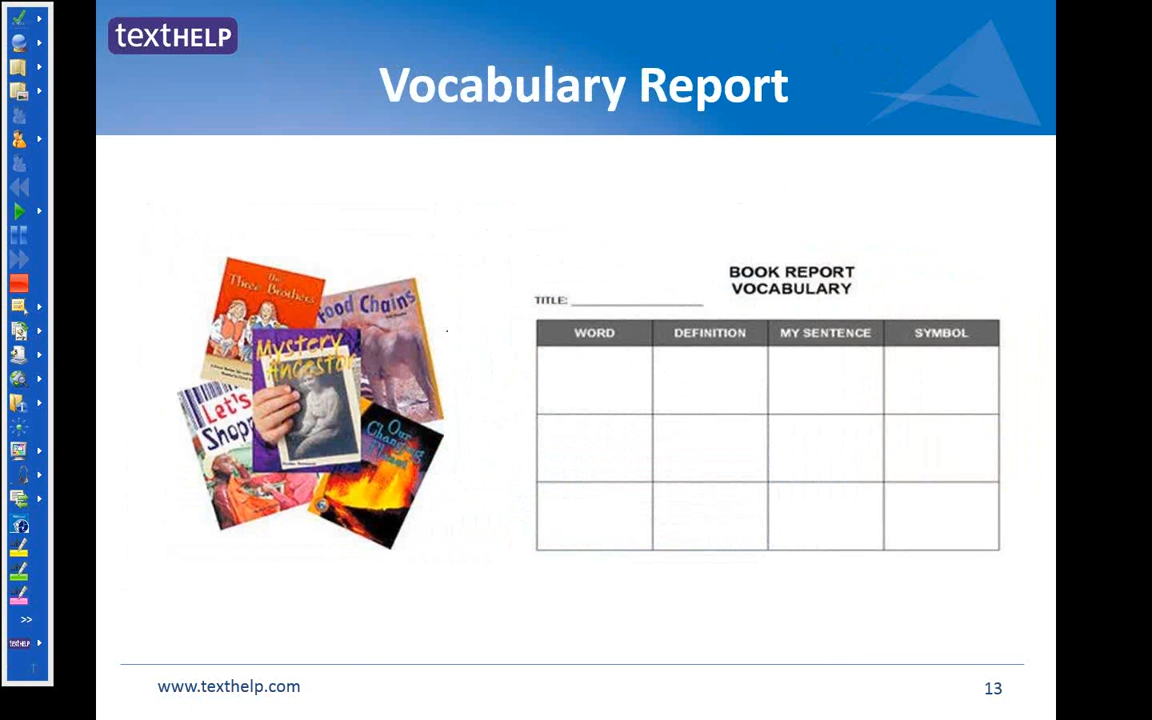 textHELP
Vocabulary Report
The
Three Brothers
Food Chains
Mystery
Ancestor
Let's
Our
Changing
Planet
BOOK REPORT
VOCABULARY
TITLE:
WORD DEFINITION MY SENTENCE SYMBOL
>>
textHELP
www.texthelp.com
13